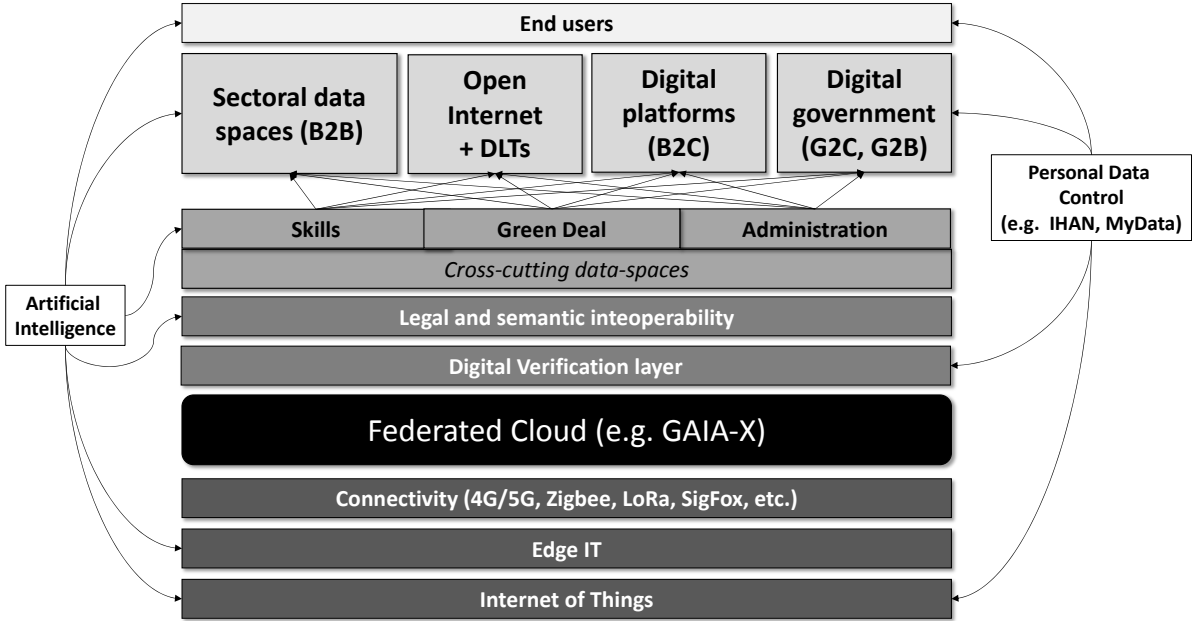 End users
Sectoral data
spaces (B2B)
Open
Internet
+ DLTs
Digital
platforms
(B2C)
Digital
government
(G2C, G2B)
Personal Data
Control
(e.g. IHAN, MyData)
Skills
Green Deal
Administration
Cross-cutting data-spaces
Artificial
Intelligence
Legal and semantic inteoperability
Digital Verification layer
Federated Cloud (e.g. GAIA-X)
Connectivity (4G/5G, Zigbee, LoRa, SigFox, etc.)
Edge IT
Internet of Things